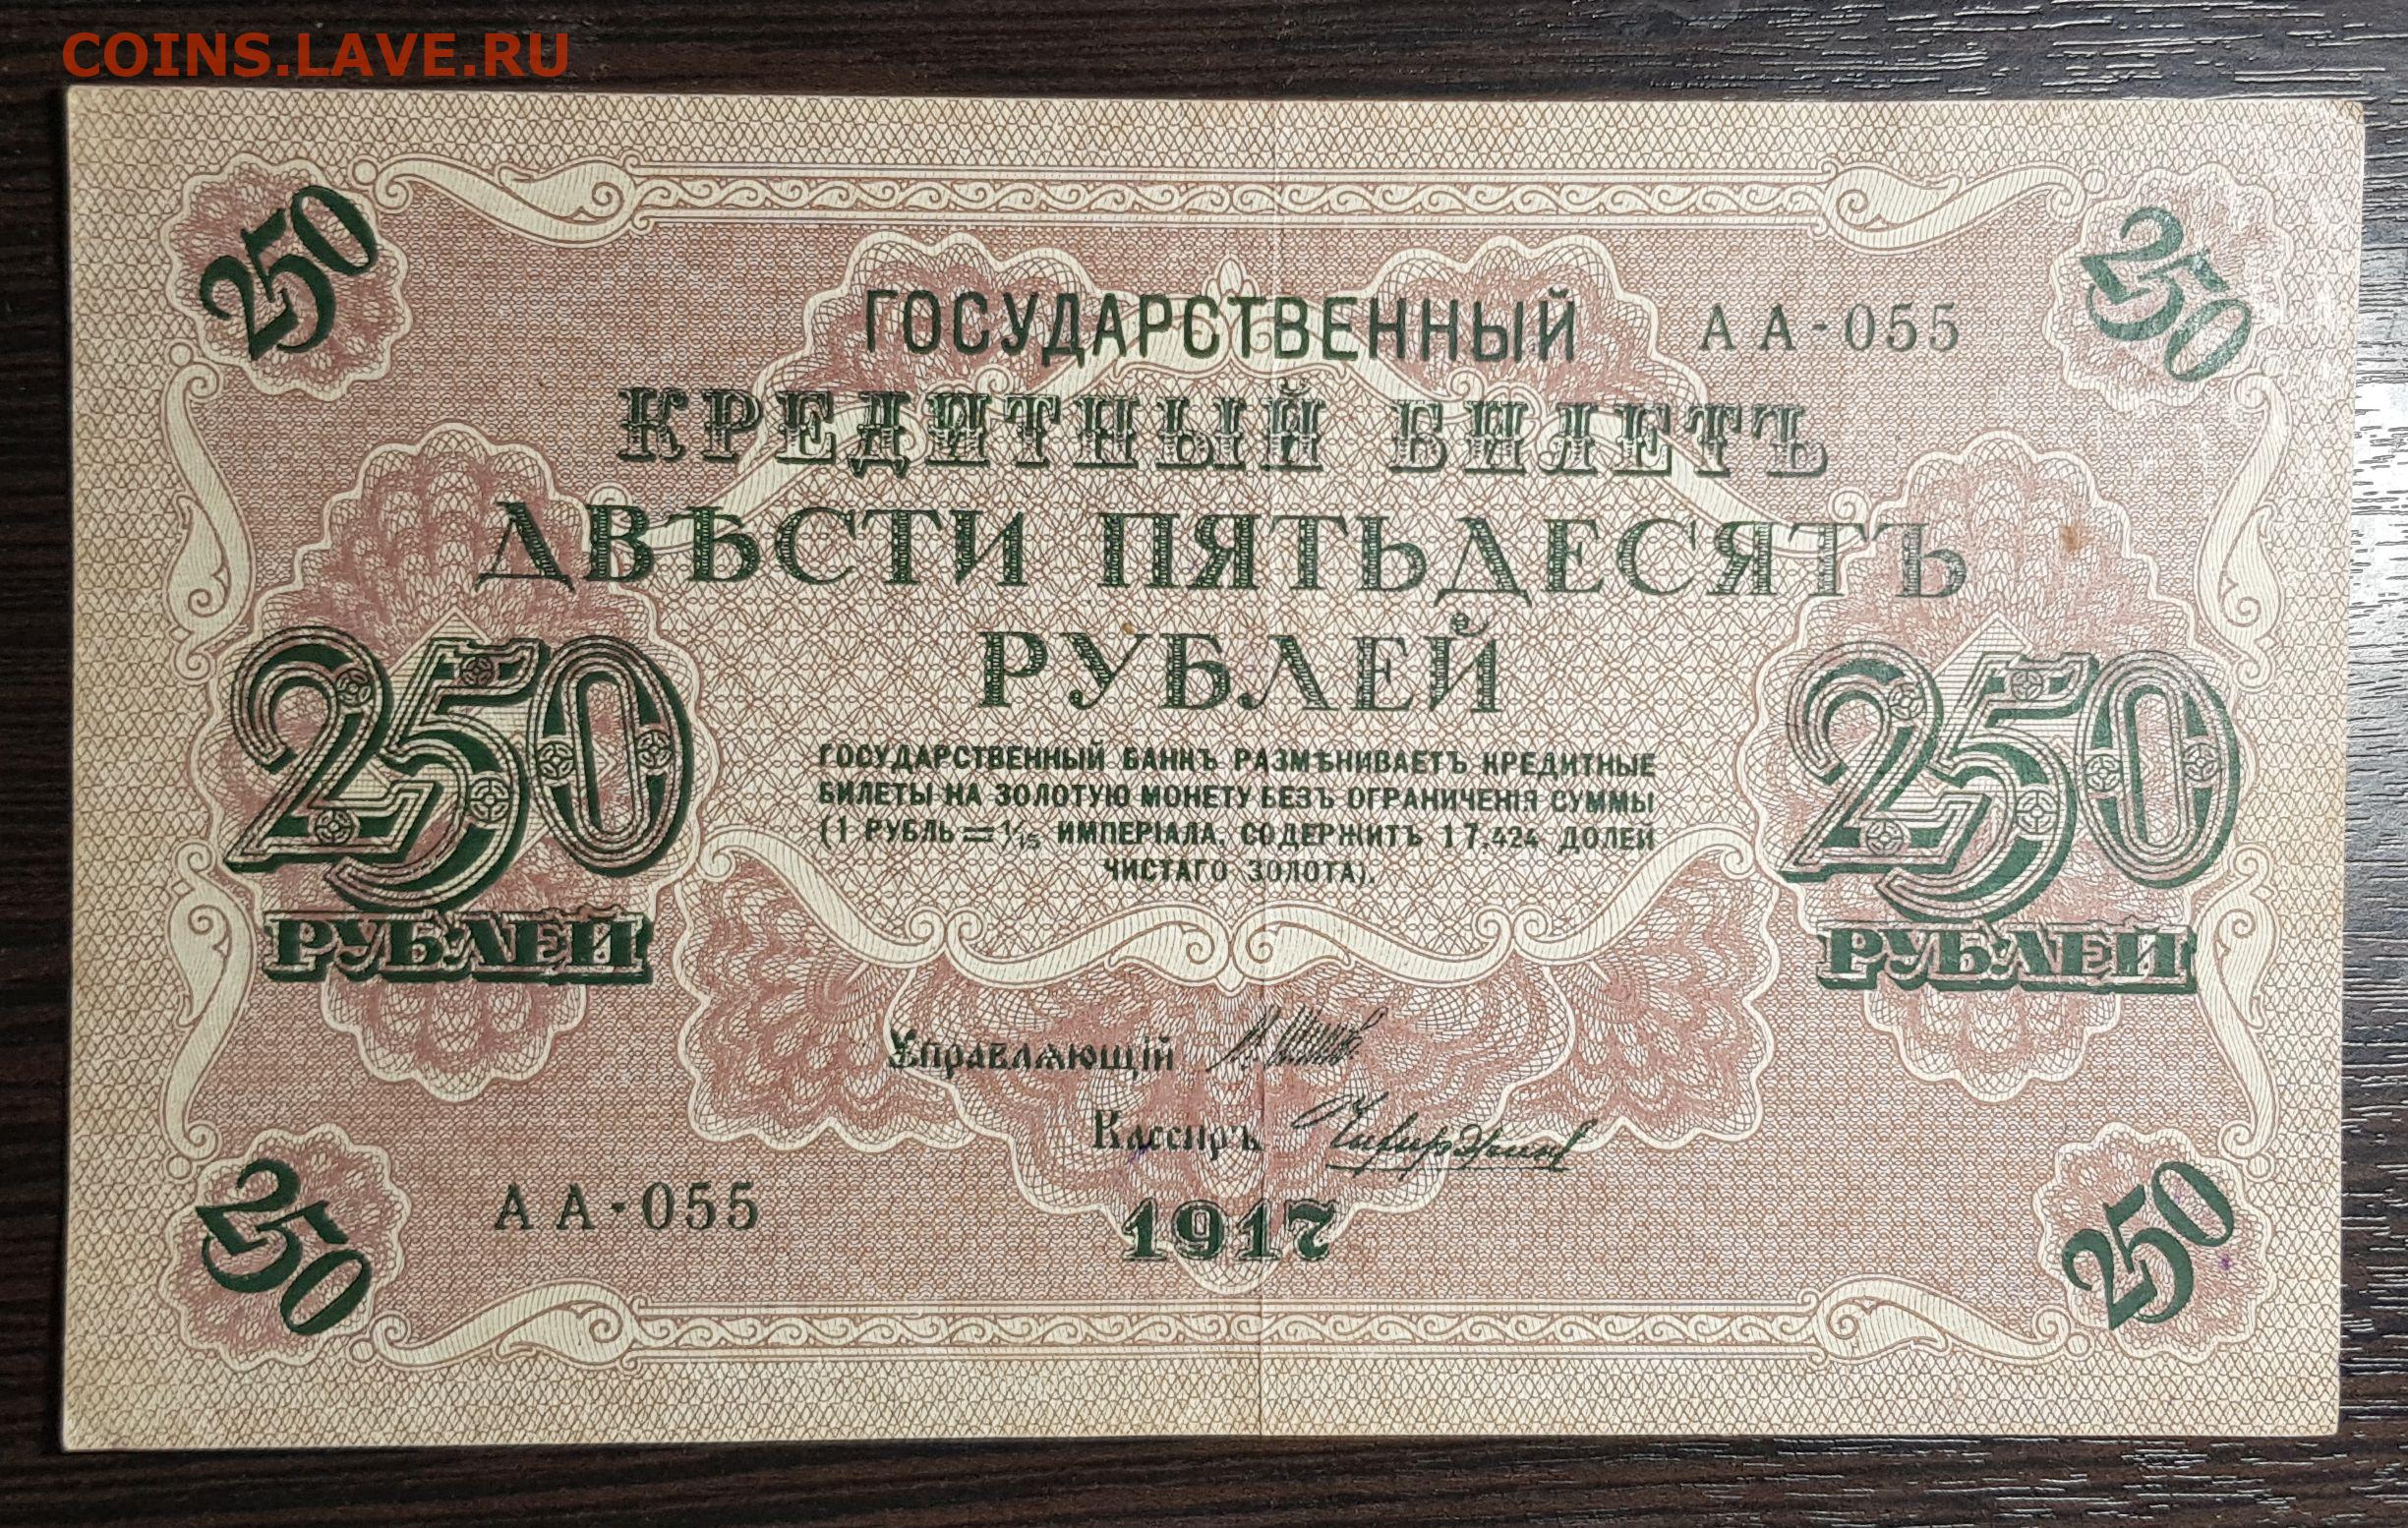 COINS.LAVE.RU
250
250
ГОСУДАРСТВЕННЫЙ
АА-055
КРЕДИТНЫЙ БИЛЕТЪ
ДВѢСТИ ПЯТЬДЕСЯТЪ
РУБЛЕЙ
250
РУБЛЕЙ
250
РУБЛЕЙ
ГОСУДАРСТВЕННЫЙ БАНКЪ РАЗМѢНИВАЕТЪ КРЕДИТНЫЕ
БИЛЕТЫ НА ЗОЛОТУЮ МОНЕТУ БЕЗЪ ОГРАНИЧЕНІЯ СУММЫ
(1 РУБЛЬ = 1/15 ИМПЕРІАЛА, СОДЕРЖИТЪ 17,424 ДОЛЕЙ
ЧИСТАГО ЗОЛОТА).
Управляющій
Кассиръ
АА-055
1917
250
250